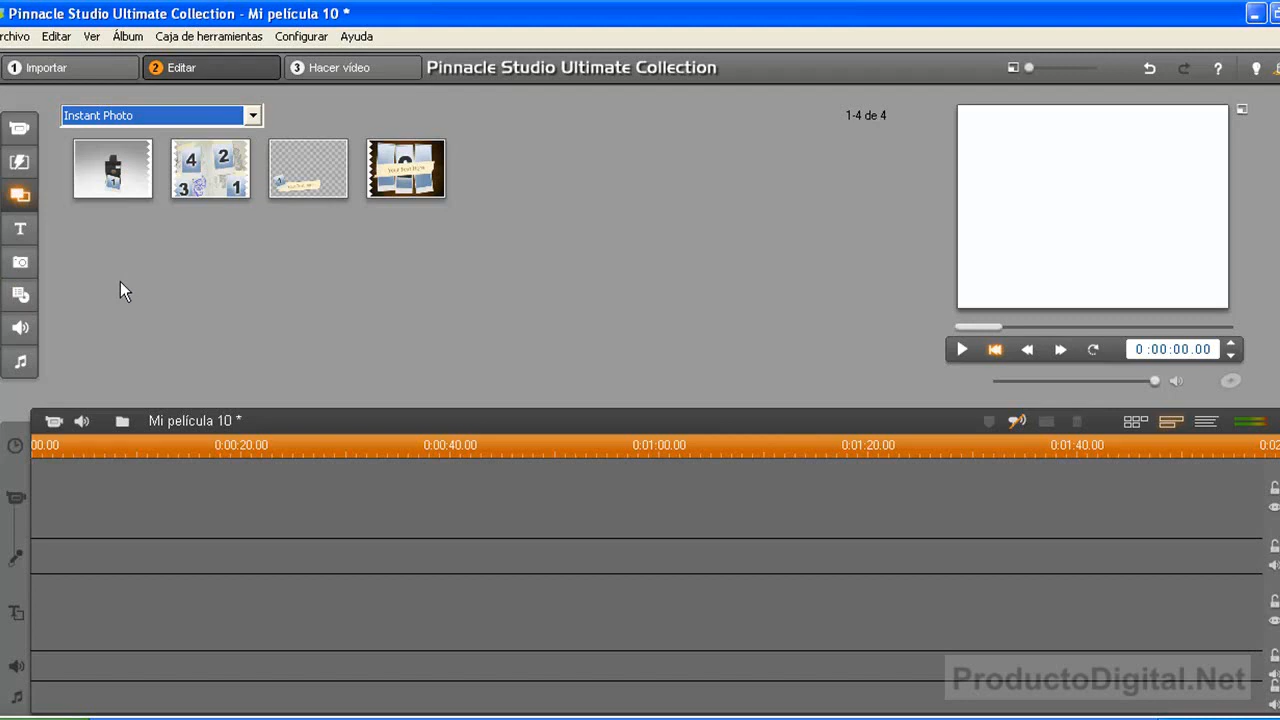 Pinnacle Studio Ultimate Collection - Mi película 10 *
rchivo Editar Ver Álbum Caja de herramientas Configurar Ayuda
1 Importar 2 Editar 3 Hacer vídeo Pinnacle Studio Ultimate Collection
?
Instant Photo
1-4 de 4
1
4 2
3 1
T
0:00:00.00
Mi película 10 *
00.00 0:00:20.00 0:00:40.00 0:01:00.00 0:01:20.00 0:01:40.00 0:02
ProductoDigital.Net